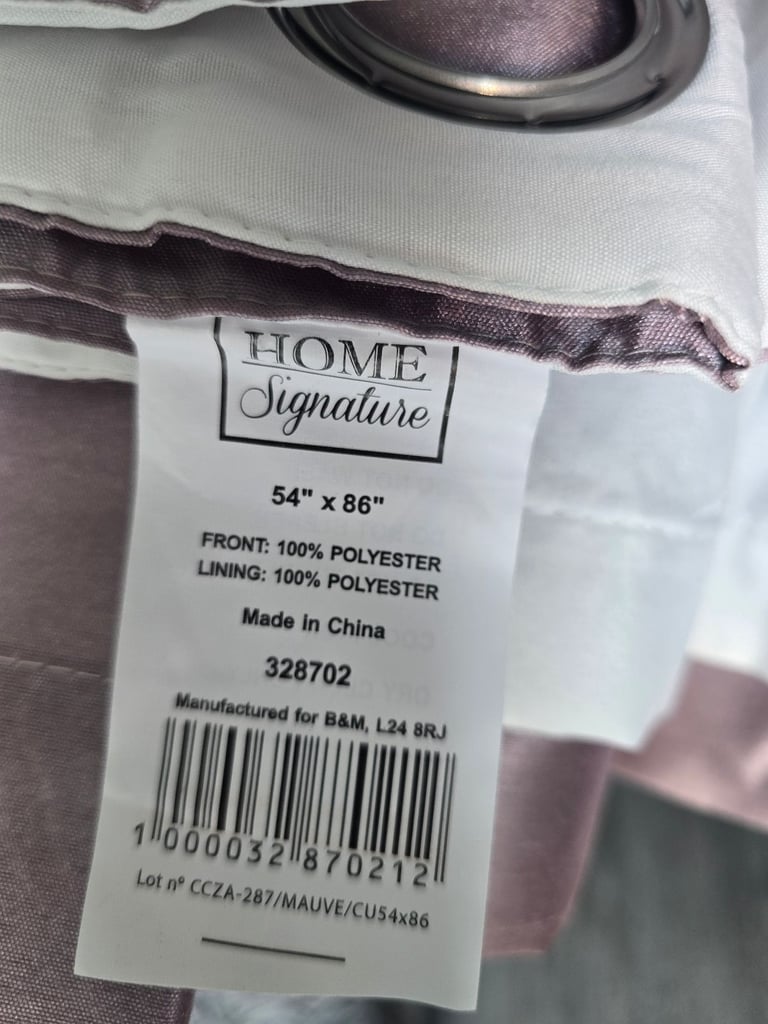 HOME
Signature
54" x 86"
FRONT: 100% POLYESTER
LINING: 100% POLYESTER
Made in China
328702
Manufactured for B&M, L24 8RJ
1 000032 870212
Lot nº CCZA-287/MAUVE/CU54x86